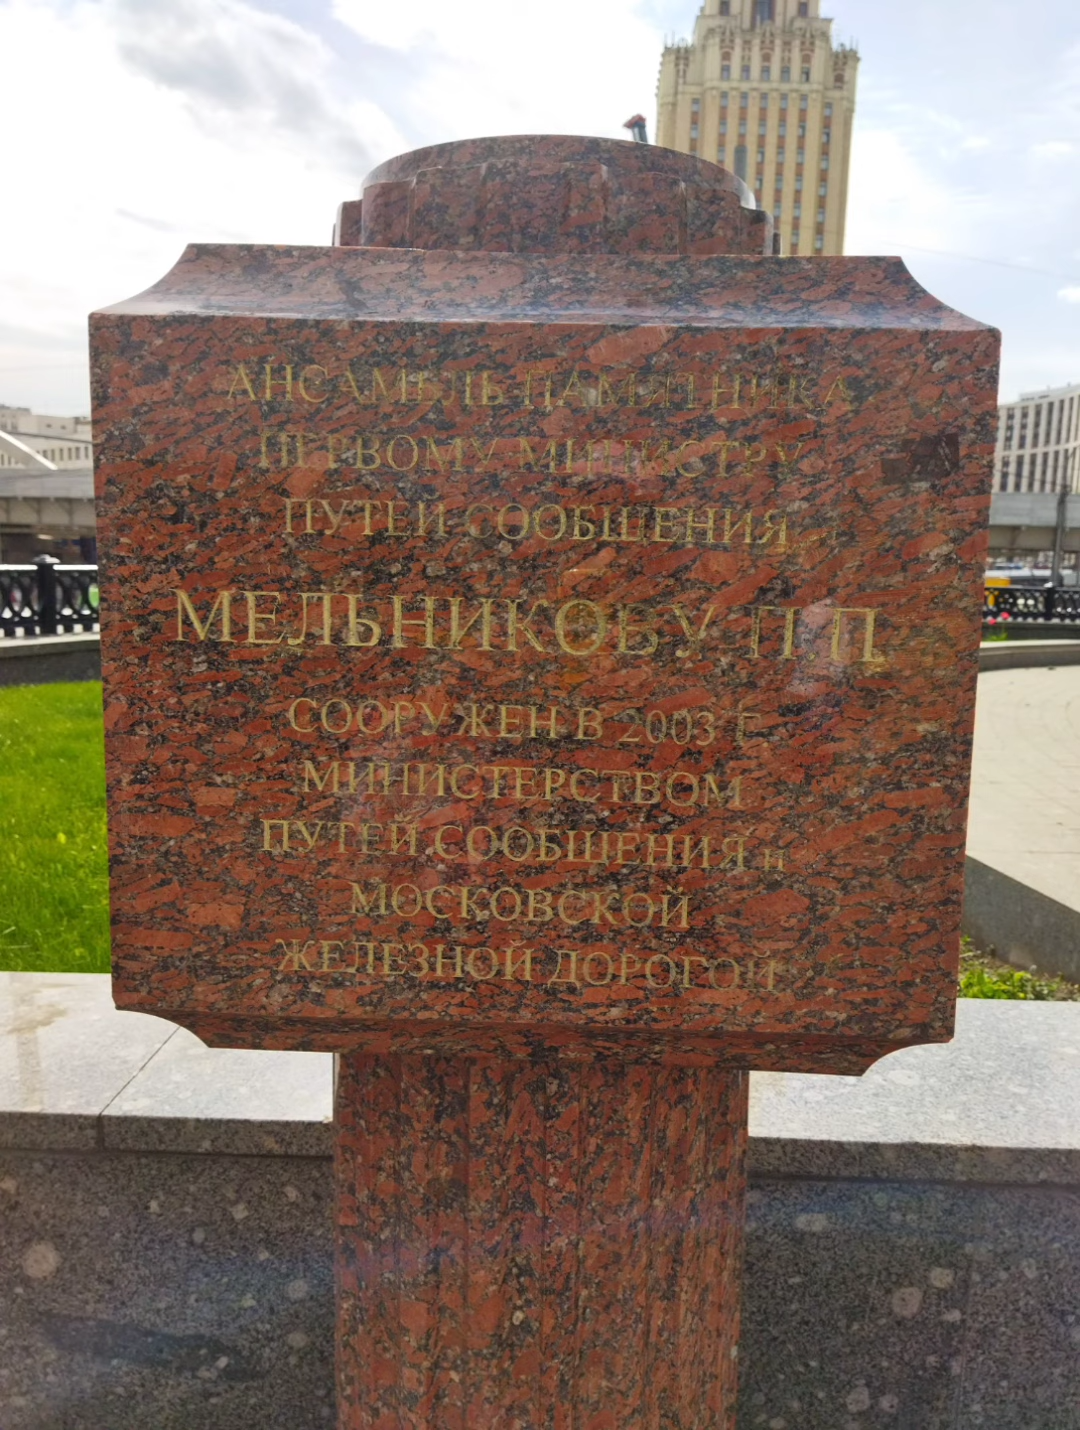 АНСАМБЛЬ ПАМЯТНИКА
ПЕРВОМУ МИНИСТРУ
ПУТЕЙ СООБЩЕНИЯ
МЕЛЬНИКОВУ П.П.
СООРУЖЕН В 2003 Г.
МИНИСТЕРСТВОМ
ПУТЕЙ СООБЩЕНИЯ и
МОСКОВСКОЙ
ЖЕЛЕЗНОЙ ДОРОГОЙ